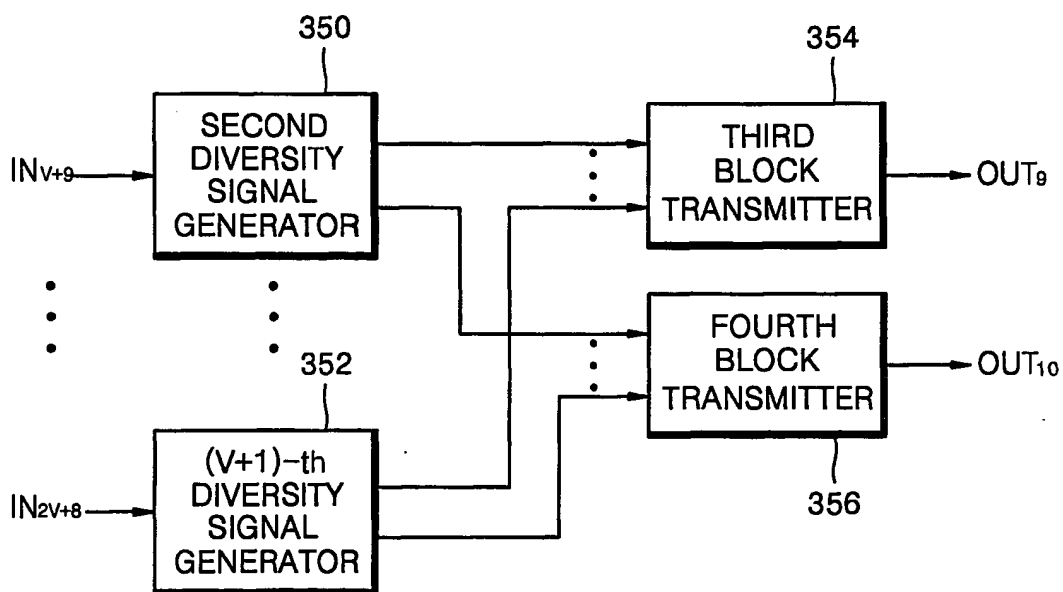 350
SECOND
DIVERSITY
SIGNAL
GENERATOR
INV+9
354
THIRD
BLOCK
TRANSMITTER
OUT9
FOURTH
BLOCK
TRANSMITTER
OUT10
356
352
(V+1)-th
DIVERSITY
SIGNAL
GENERATOR
IN2V+8